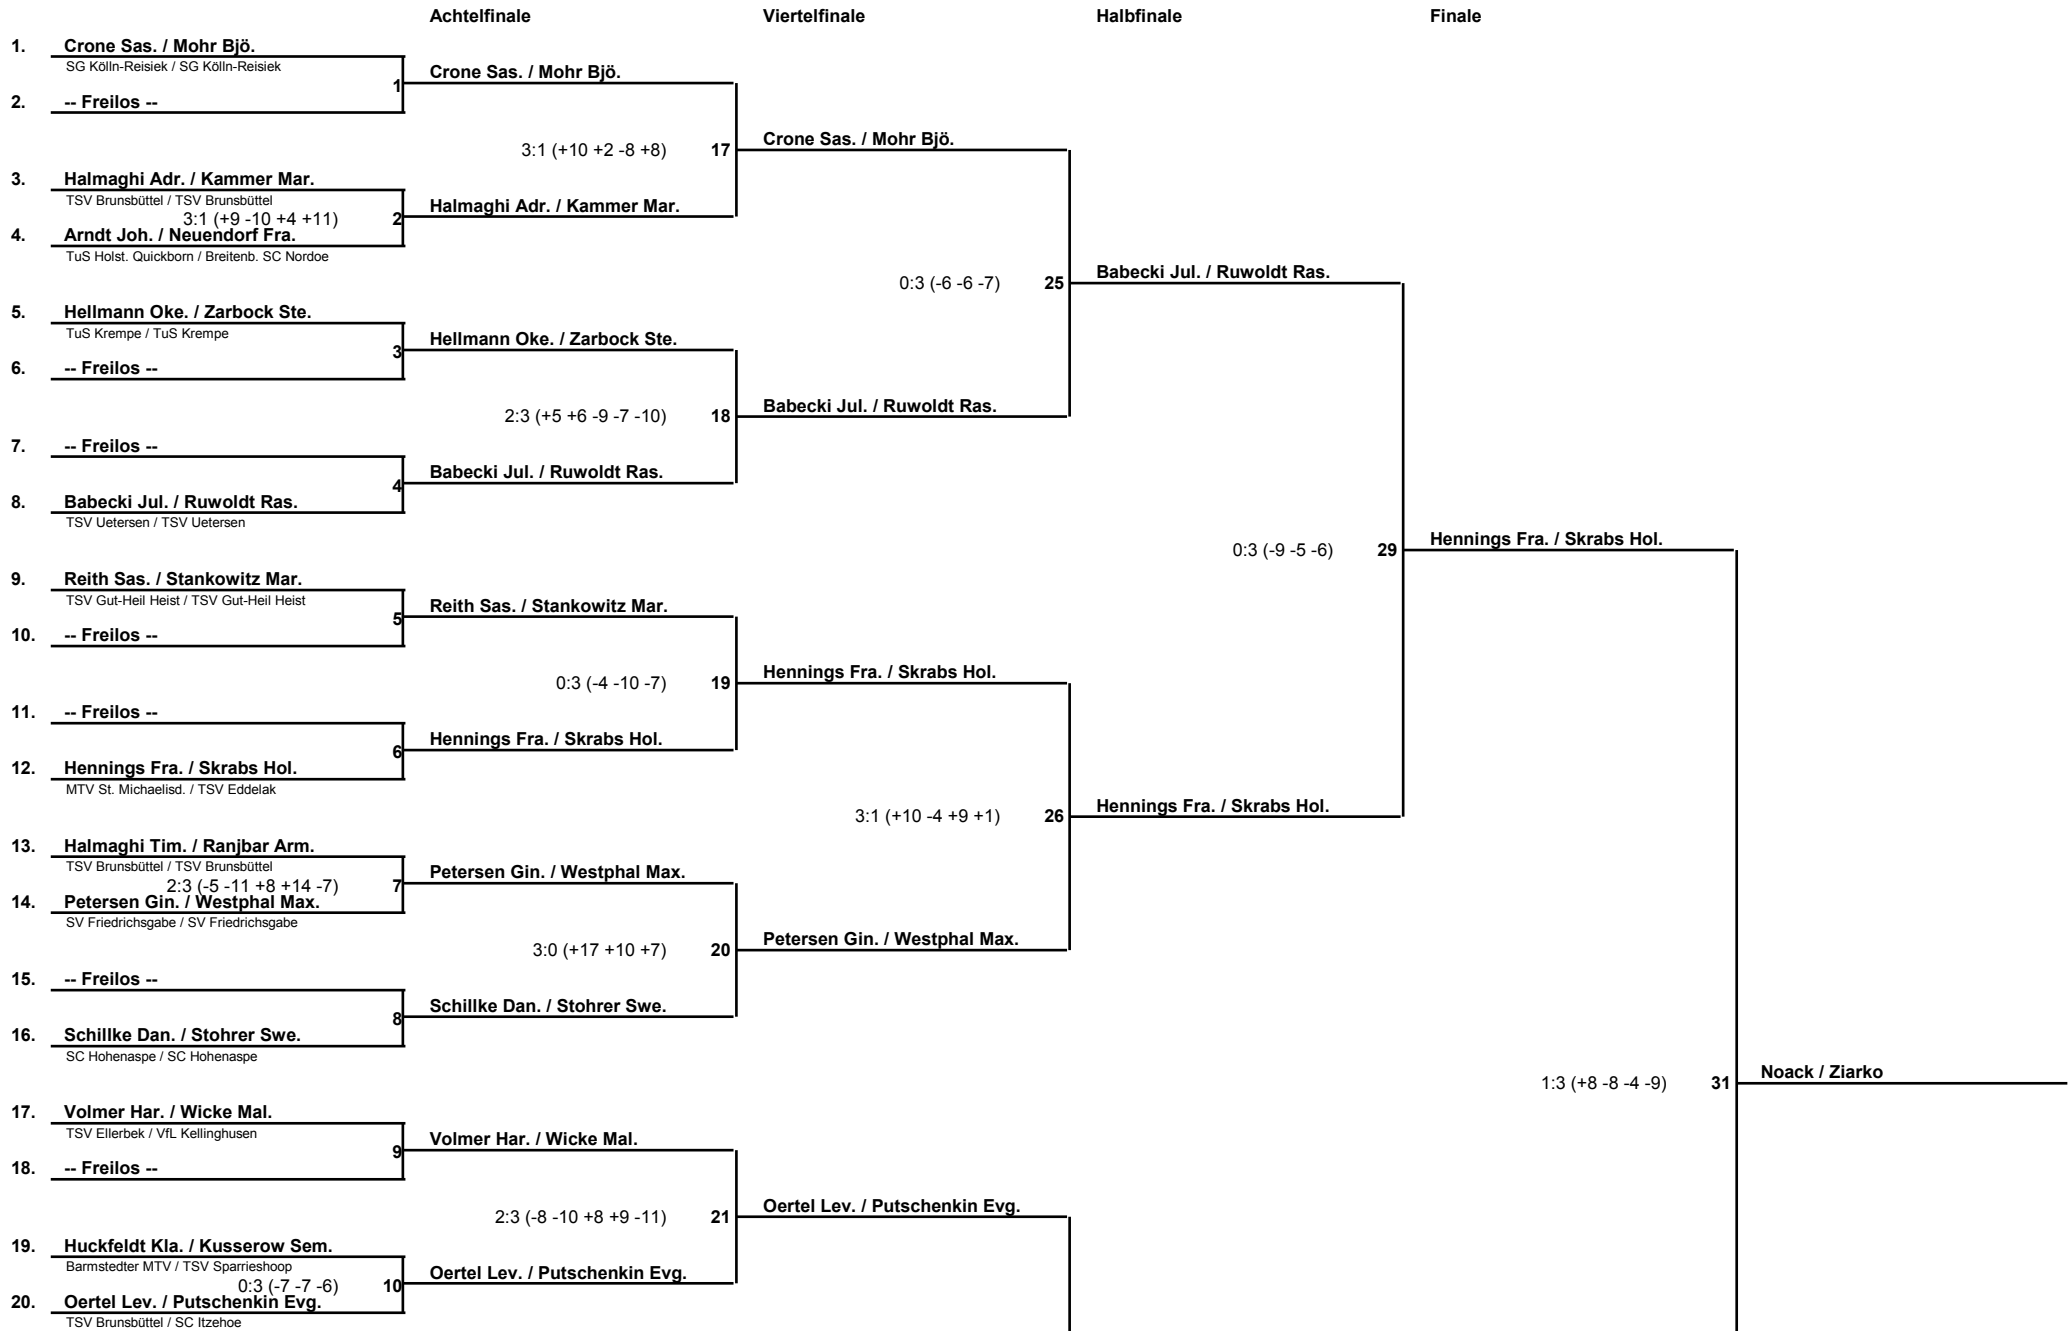 Achtelfinale Viertelfinale Halbfinale Finale
1. Crone Sas. / Mohr Bjö.
SG Kölln-Reisiek / SG Kölln-Reisiek
Crone Sas. / Mohr Bjö.
1
2. -- Freilos --
Crone Sas. / Mohr Bjö.
3:1 (+10 +2 -8 +8) 17
3. Halmaghi Adr. / Kammer Mar.
TSV Brunsbüttel / TSV Brunsbüttel
Halmaghi Adr. / Kammer Mar.
3:1 (+9 -10 +4 +11) 2
4. Arndt Joh. / Neuendorf Fra.
TuS Holst. Quickborn / Breitenb. SC Nordoe
Babecki Jul. / Ruwoldt Ras.
0:3 (-6 -6 -7) 25
5. Hellmann Oke. / Zarbock Ste.
TuS Krempe / TuS Krempe
Hellmann Oke. / Zarbock Ste.
3
6. -- Freilos --
Babecki Jul. / Ruwoldt Ras.
2:3 (+5 +6 -9 -7 -10) 18
7. -- Freilos --
Babecki Jul. / Ruwoldt Ras.
4
8. Babecki Jul. / Ruwoldt Ras.
TSV Uetersen / TSV Uetersen
Hennings Fra. / Skrabs Hol.
0:3 (-9 -5 -6) 29
9. Reith Sas. / Stankowitz Mar.
TSV Gut-Heil Heist / TSV Gut-Heil Heist
Reith Sas. / Stankowitz Mar.
5
10. -- Freilos --
Hennings Fra. / Skrabs Hol.
0:3 (-4 -10 -7) 19
11. -- Freilos --
Hennings Fra. / Skrabs Hol.
6
12. Hennings Fra. / Skrabs Hol.
MTV St. Michaelisd. / TSV Eddelak
Hennings Fra. / Skrabs Hol.
3:1 (+10 -4 +9 +1) 26
13. Halmaghi Tim. / Ranjbar Arm.
TSV Brunsbüttel / TSV Brunsbüttel
Petersen Gin. / Westphal Max.
2:3 (-5 -11 +8 +14 -7) 7
14. Petersen Gin. / Westphal Max.
SV Friedrichsgabe / SV Friedrichsgabe
Petersen Gin. / Westphal Max.
3:0 (+17 +10 +7) 20
15. -- Freilos --
Schillke Dan. / Stohrer Swe.
8
16. Schillke Dan. / Stohrer Swe.
SC Hohenaspe / SC Hohenaspe
Noack / Ziarko
1:3 (+8 -8 -4 -9) 31
17. Volmer Har. / Wicke Mal.
TSV Ellerbek / VfL Kellinghusen
Volmer Har. / Wicke Mal.
9
18. -- Freilos --
Oertel Lev. / Putschenkin Evg.
2:3 (-8 -10 +8 +9 -11) 21
19. Huckfeldt Kla. / Kusserow Sem.
Barmstedter MTV / TSV Sparrieshoop
Oertel Lev. / Putschenkin Evg.
0:3 (-7 -7 -6) 10
20. Oertel Lev. / Putschenkin Evg.
TSV Brunsbüttel / SC Itzehoe